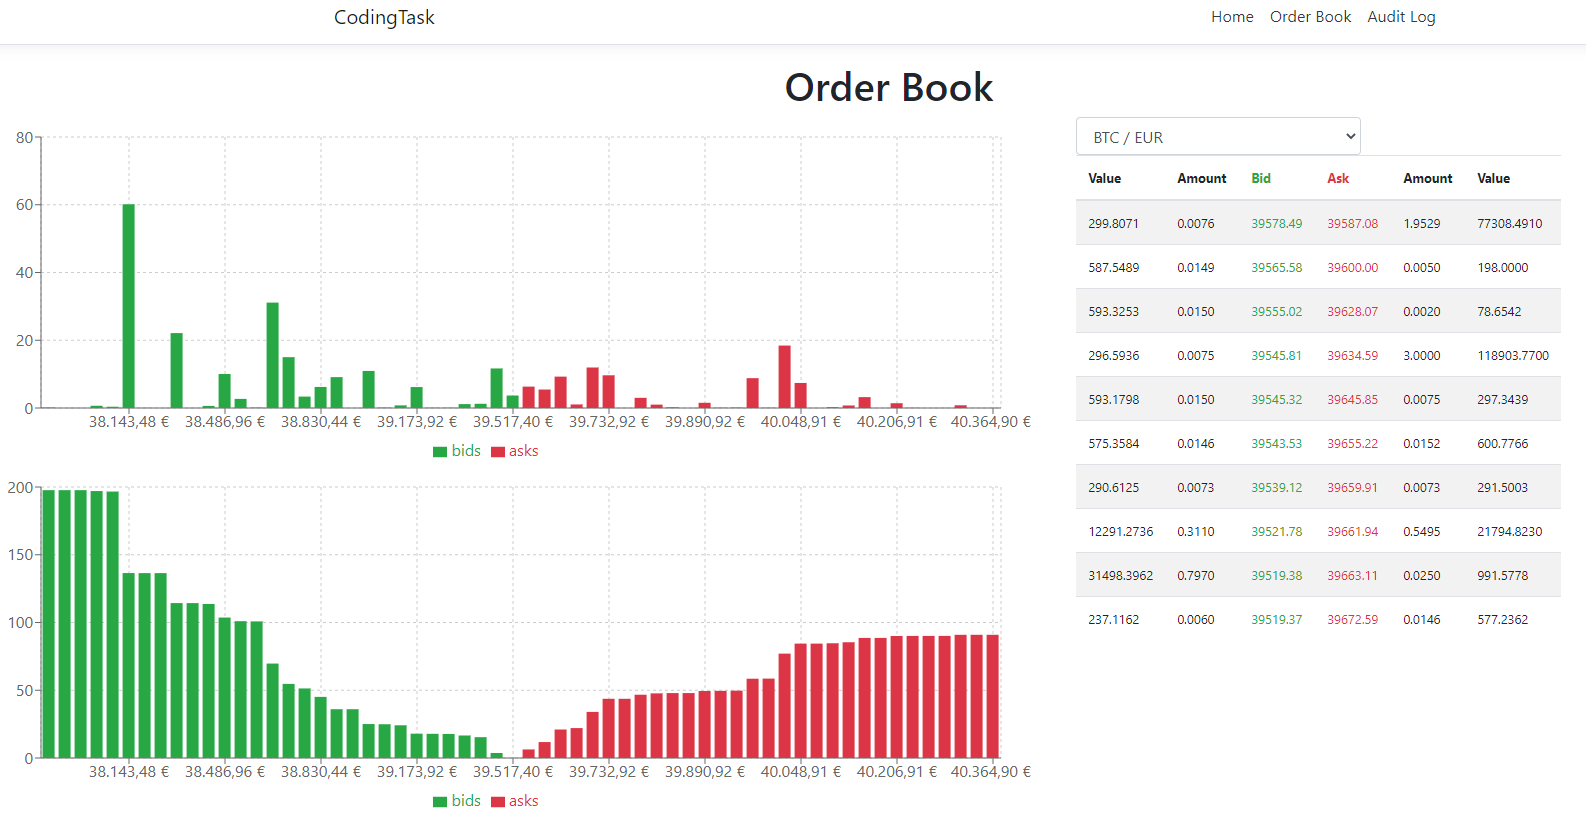 CodingTask
Home Order Book Audit Log
Order Book
80
60
40
20
0
38.143,48 € 38.486,96 € 38.830,44 € 39.173,92 € 39.517,40 € 39.732,92 € 39.890,92 € 40.048,91 € 40.206,91 € 40.364,90 €
bids asks
200
150
100
50
0
38.143,48 € 38.486,96 € 38.830,44 € 39.173,92 € 39.517,40 € 39.732,92 € 39.890,92 € 40.048,91 € 40.206,91 € 40.364,90 €
bids asks
BTC / EUR
Value Amount Bid Ask Amount Value
299.8071 0.0076 39578.49 39587.08 1.9529 77308.4910
587.5489 0.0149 39565.58 39600.00 0.0050 198.0000
593.3253 0.0150 39555.02 39628.07 0.0020 78.6542
296.5936 0.0075 39545.81 39634.59 3.0000 118903.7700
593.1798 0.0150 39545.32 39645.85 0.0075 297.3439
575.3584 0.0146 39543.53 39655.22 0.0152 600.7766
290.6125 0.0073 39539.12 39659.91 0.0073 291.5003
12291.2736 0.3110 39521.78 39661.94 0.5495 21794.8230
31498.3962 0.7970 39519.38 39663.11 0.0250 991.5778
237.1162 0.0060 39519.37 39672.59 0.0146 577.2362